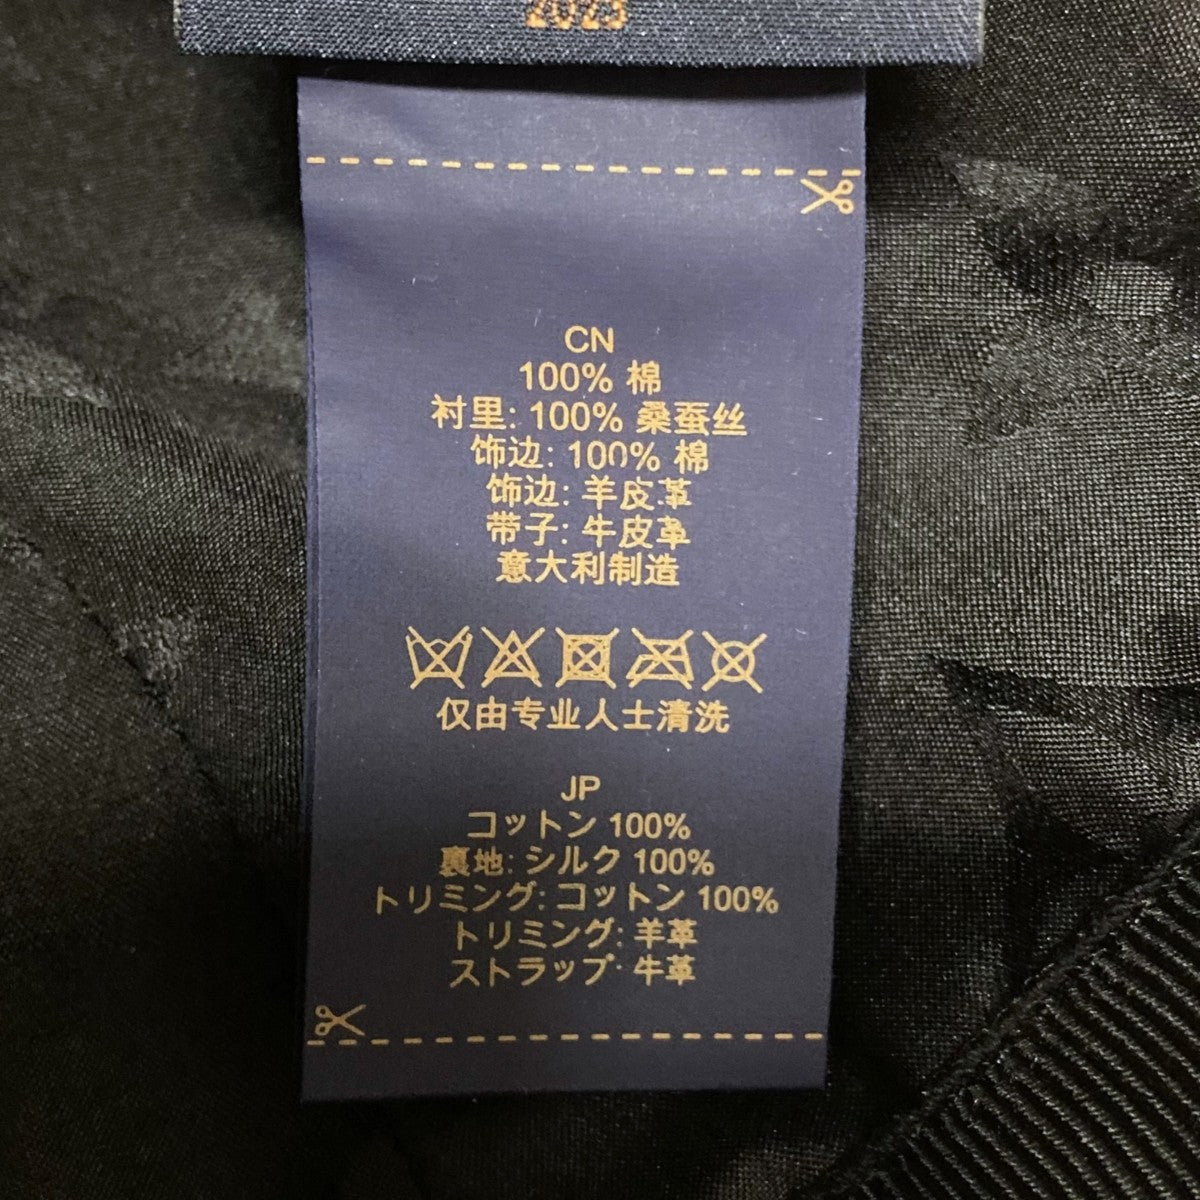 2023
CN
100% 棉
衬里: 100% 桑蚕丝
饰边: 100% 棉
饰边: 羊皮革
带子: 牛皮革
意大利制造
仅由专业人士清洗
JP
コットン 100%
裏地: シルク 100%
トリミング: コットン 100%
トリミング: 羊革
ストラップ: 牛革